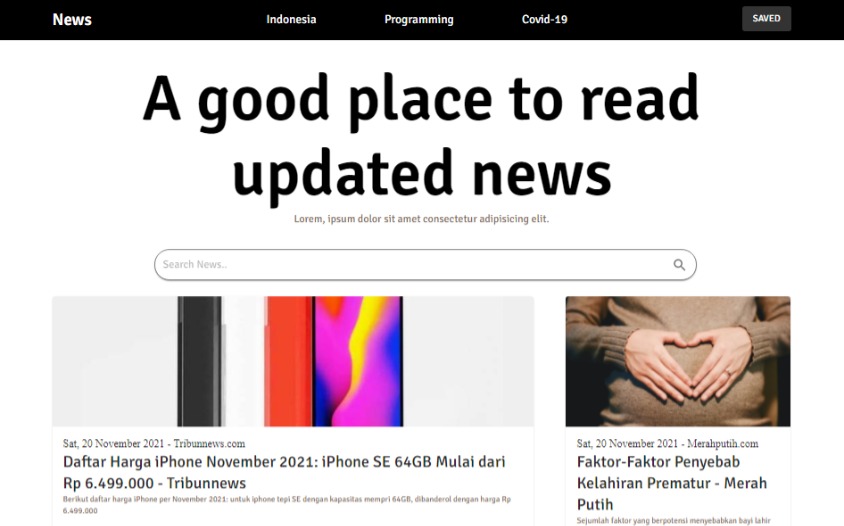 News
Indonesia
Programming
Covid-19
SAVED
A good place to read
updated news
Lorem, ipsum dolor sit amet consectetur adipisicing elit.
Search News..
Sat, 20 November 2021 - Tribunnews.com
Daftar Harga iPhone November 2021: iPhone SE 64GB Mulai dari
Rp 6.499.000 - Tribunnews
Berikut daftar harga iPhone per November 2021: untuk iphone tepi SE dengan kapasitas mempri 64GB, dibanderol dengan harga Rp
6.499.000
Sat, 20 November 2021 - Merahputih.com
Faktor-Faktor Penyebab
Kelahiran Prematur - Merah
Putih
Sejumlah faktor yang berpotensi menyebabkan bayi lahir